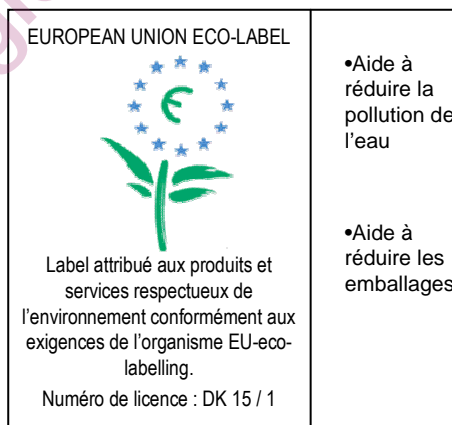 EUROPEAN UNION ECO-LABEL
Label attribué aux produits et
services respectueux de
l'environnement conformément aux
exigences de l'organisme EU-eco-
labelling.
Numéro de licence : DK 15 / 1
•Aide à
réduire la
pollution de
l'eau
•Aide à
réduire les
emballages